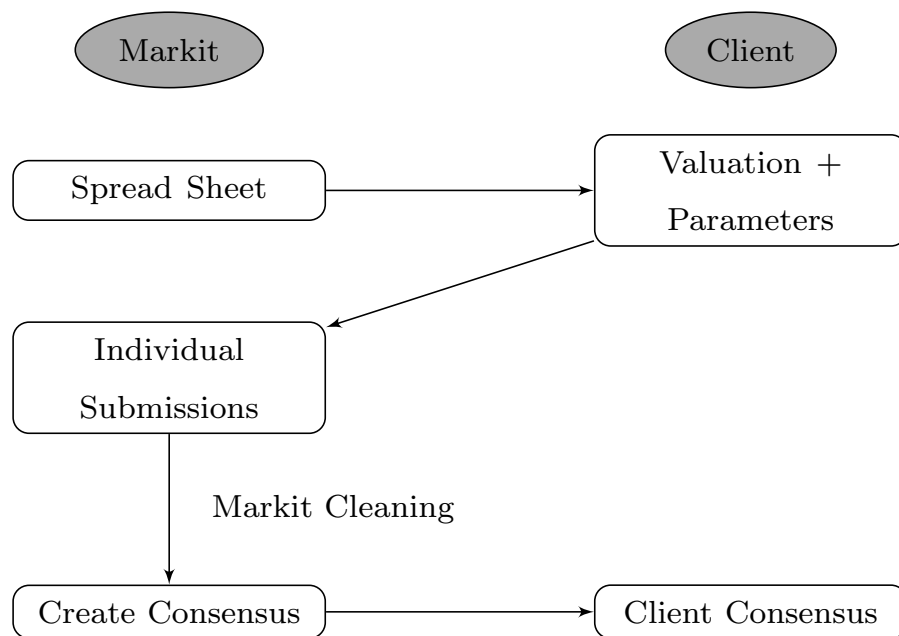 Markit
Client
Spread Sheet
Valuation +
Parameters
Individual
Submissions
Markit Cleaning
Create Consensus
Client Consensus